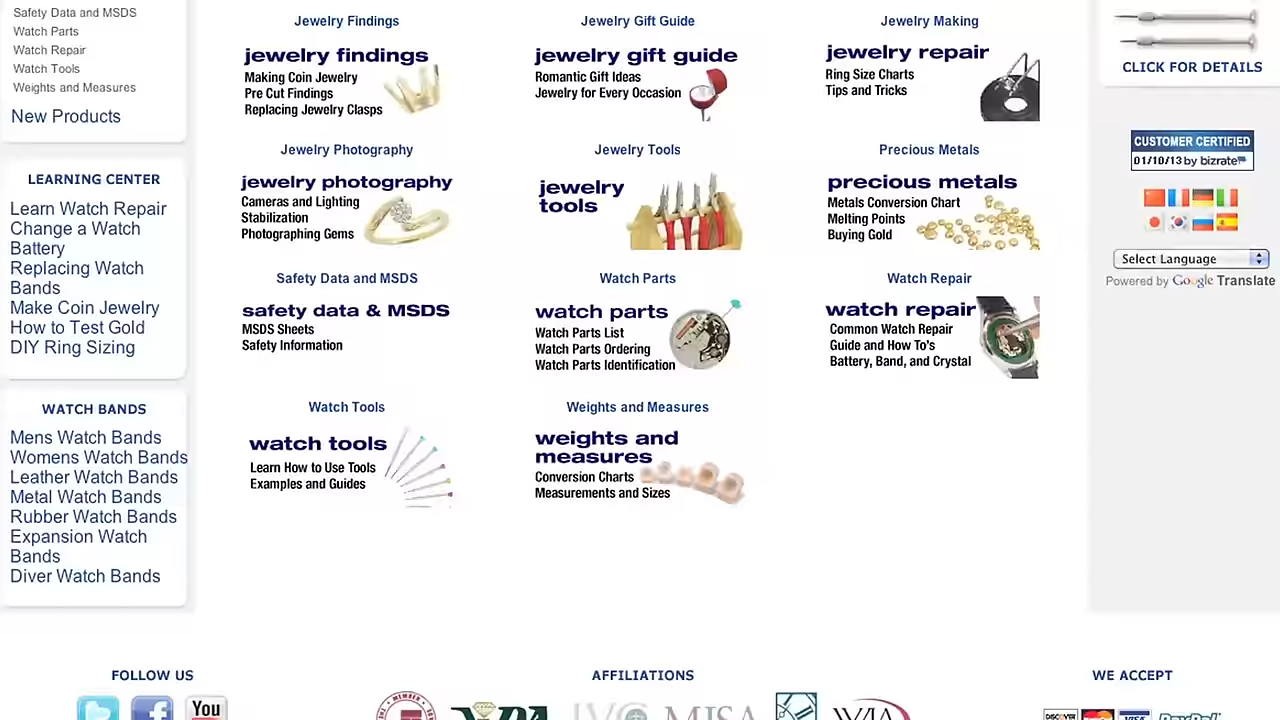 Safety Data and MSDS
Watch Parts
Watch Repair
Watch Tools
Weights and Measures
New Products
LEARNING CENTER
Learn Watch Repair
Change a Watch
Battery
Replacing Watch
Bands
Make Coin Jewelry
How to Test Gold
DIY Ring Sizing
WATCH BANDS
Mens Watch Bands
Womens Watch Bands
Leather Watch Bands
Metal Watch Bands
Rubber Watch Bands
Expansion Watch
Bands
Diver Watch Bands
Jewelry Findings
jewelry findings
Making Coin Jewelry
Pre Cut Findings
Replacing Jewelry Clasps
Jewelry Gift Guide
jewelry gift guide
Romantic Gift Ideas
Jewelry for Every Occasion
Jewelry Making
jewelry repair
Ring Size Charts
Tips and Tricks
Jewelry Photography
jewelry photography
Cameras and Lighting
Stabilization
Photographing Gems
Jewelry Tools
jewelry
tools
Precious Metals
precious metals
Metals Conversion Chart
Melting Points
Buying Gold
Safety Data and MSDS
safety data & MSDS
MSDS Sheets
Safety Information
Watch Parts
watch parts
Watch Parts List
Watch Parts Ordering
Watch Parts Identification
Watch Repair
watch repair
Common Watch Repair
Guide and How To's
Battery, Band, and Crystal
Watch Tools
watch tools
Learn How to Use Tools
Examples and Guides
Weights and Measures
weights and
measures
Conversion Charts
Measurements and Sizes
CLICK FOR DETAILS
CUSTOMER CERTIFIED
01/10/13 by bizrate
Select Language
Powered by Google Translate
FOLLOW US
You
AFFILIATIONS
MEMBER
MJSA
WJA
WE ACCEPT
DISCOVER
MasterCard
VISA
PayPal